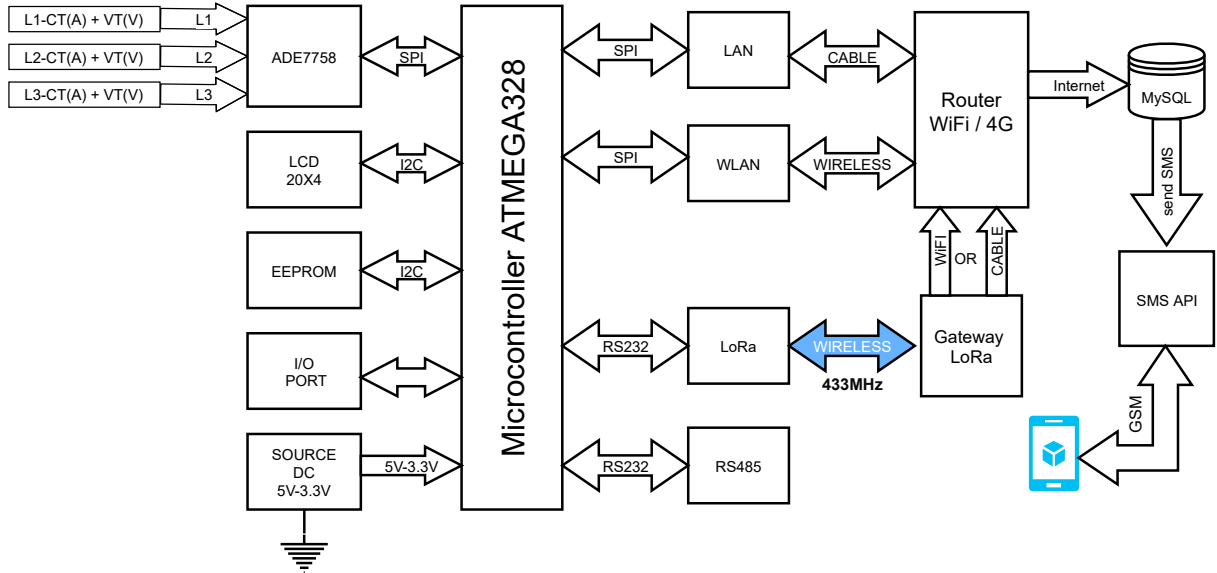 L1-CT(A) + VT(V)
L1
L2-CT(A) + VT(V)
L2
L3-CT(A) + VT(V)
L3
ADE7758
SPI
LCD
20X4
I2C
EEPROM
I2C
I/O
PORT
SOURCE
DC
5V-3.3V
5V-3.3V
Microcontroller ATMEGA328
SPI
LAN
CABLE
SPI
WLAN
WIRELESS
RS232
LoRa
WIRELESS
433MHz
RS232
RS485
Router
WiFi / 4G
WiFI
OR
CABLE
Gateway
LoRa
Internet
MySQL
send SMS
SMS API
GSM